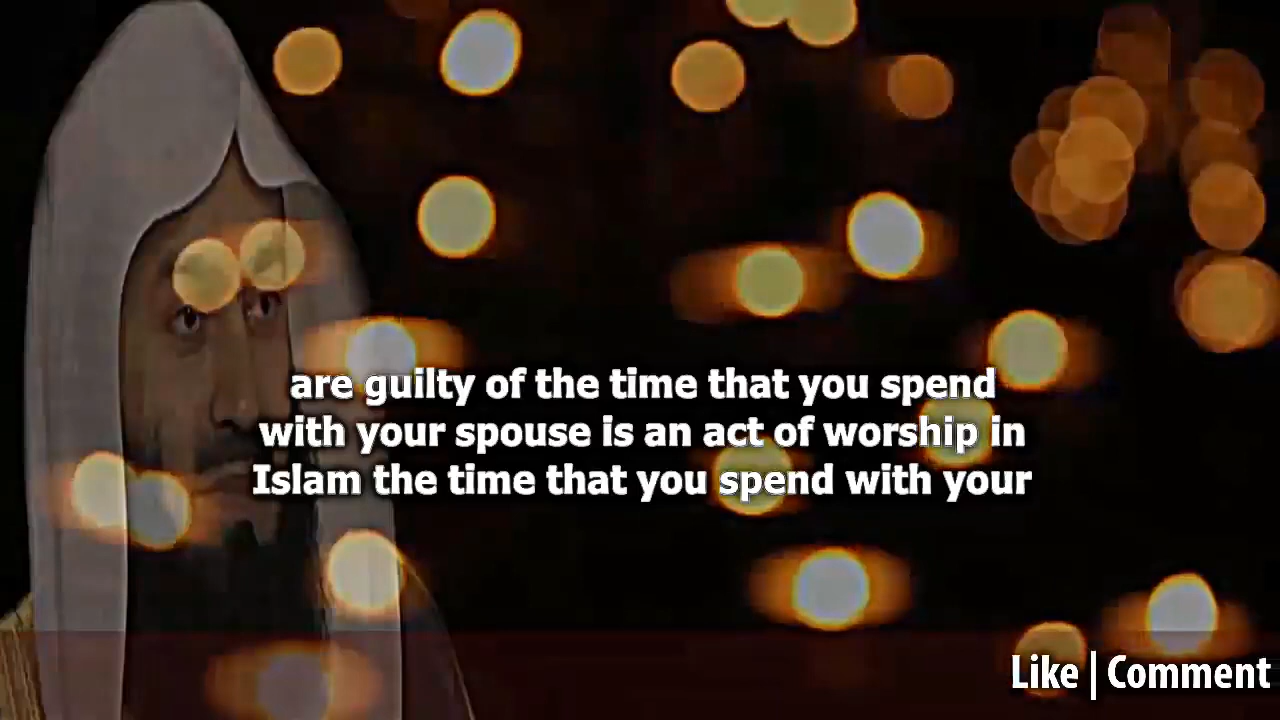 are guilty of the time that you spend
with your spouse is an act of worship in
Islam the time that you spend with your
Like | Comment